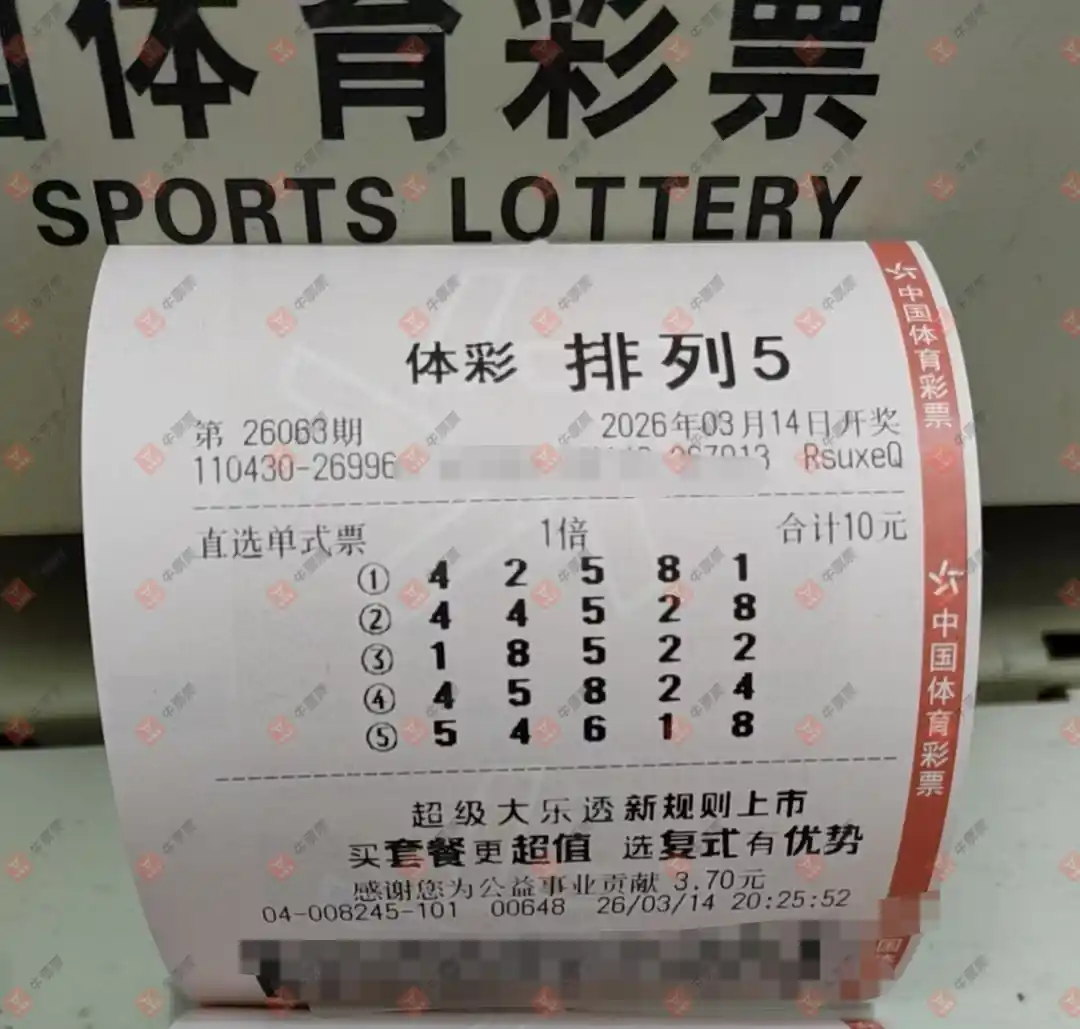 国体育彩票
SPORTS LOTTERY
体彩 排列5
第 26063期 2026年03月14日开奖
110430-26996 267913 RsuxeQ
直选单式票 1倍 合计10元
① 4 2 5 8 1
② 4 4 5 2 8
③ 1 8 5 2 2
④ 4 5 8 2 4
⑤ 5 4 6 1 8
超级大乐透新规则上市
买套餐更超值 选复式有优势
感谢您为公益事业贡献 3.70元
04-008245-101 00648 26/03/14 20:25:52
中国体育彩票
中国体育彩票
国
牛票票